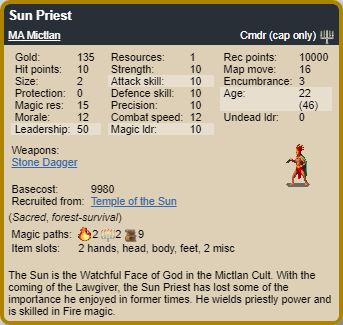 Sun Priest
MA Mictlan Cmdr (cap only)
Gold: 135 Resources: 1 Rec points: 10000
Hit points: 10 Strength: 10 Map move: 16
Size: 2 Attack skill: 10 Encumbrance: 3
Protection: 0 Defence skill: 10 Age: 22
Magic res: 15 Precision: 10 (46)
Morale: 12 Combat speed: 12 Undead ldr: 0
Leadership: 50 Magic ldr: 10
Weapons:
Stone Dagger
Basecost: 9980
Recruited from: Temple of the Sun
(Sacred, forest-survival)
Magic paths: 2 2 9
Item slots: 2 hands, head, body, feet, 2 misc
The Sun is the Watchful Face of God in the Mictlan Cult. With the
coming of the Lawgiver, the Sun Priest has lost some of the
importance he enjoyed in former times. He wields priestly power and
is skilled in Fire magic.